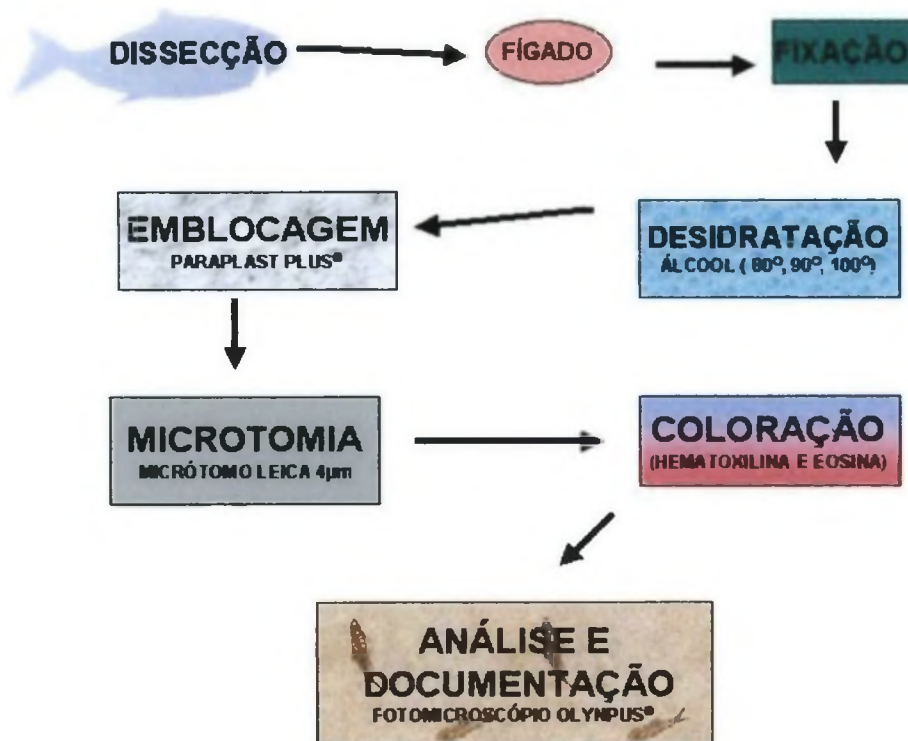 DISSECÇÃO
FÍGADO
FIXAÇÃO
DESIDRATAÇÃO
ÁLCOOL ( 80º, 90º, 100º)
EMBLOCAGEM
PARAPLAST PLUS®
MICROTOMIA
MICRÓTOMO LEICA 4µm
COLORAÇÃO
(HEMATOXILINA E EOSINA)
ANÁLISE E
DOCUMENTAÇÃO
FOTOMICROSCÓPIO OLYNPUS®